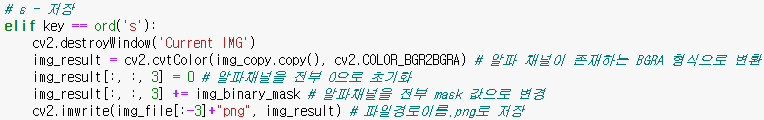 # s - 저장
elif key == ord('s'):
    cv2.destroyWindow('Current IMG')
    img_result = cv2.cvtColor(img_copy.copy(), cv2.COLOR_BGR2BGRA) # 알파 채널이 존재하는 BGRA 형식으로 변환
    img_result[:, :, 3] = 0 # 알파채널을 전부 0으로 초기화
    img_result[:, :, 3] += img_binary_mask # 알파채널을 전부 mask 값으로 변경
    cv2.imwrite(img_file[:-3]+"png", img_result) # 파일경로이름.png로 저장